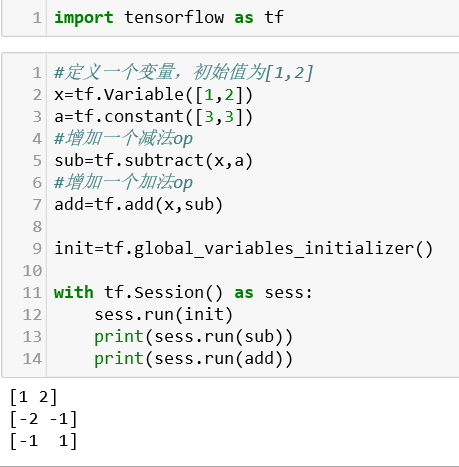 1 import tensorflow as tf
1 #定义一个变量，初始值为[1,2]
2 x=tf.Variable([1,2])
3 a=tf.constant([3,3])
4 #增加一个减法op
5 sub=tf.subtract(x,a)
6 #增加一个加法op
7 add=tf.add(x,sub)
8
9 init=tf.global_variables_initializer()
10
11 with tf.Session() as sess:
12     sess.run(init)
13     print(sess.run(sub))
14     print(sess.run(add))
[1 2]
[-2 -1]
[-1  1]